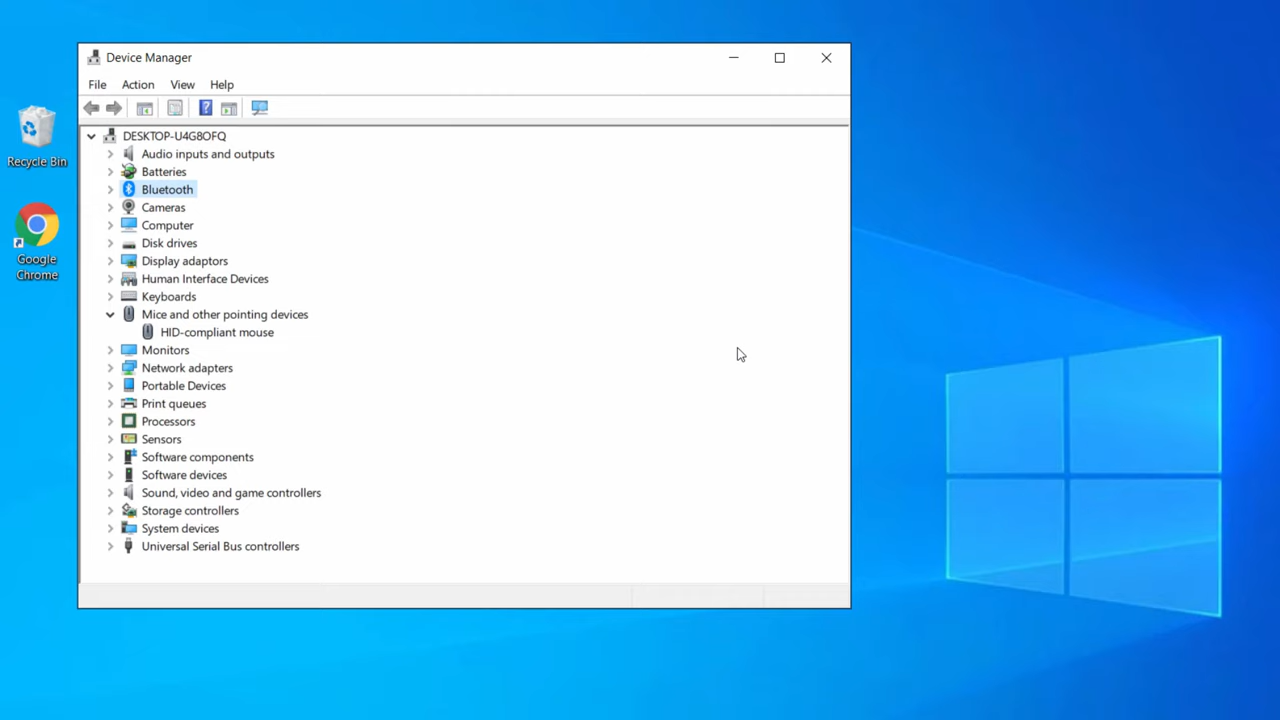 Device Manager
File Action View Help
DESKTOP-U4G8OFQ
Audio inputs and outputs
Batteries
Bluetooth
Cameras
Computer
Disk drives
Display adaptors
Human Interface Devices
Keyboards
Mice and other pointing devices
HID-compliant mouse
Monitors
Network adapters
Portable Devices
Print queues
Processors
Sensors
Software components
Software devices
Sound, video and game controllers
Storage controllers
System devices
Universal Serial Bus controllers
Recycle Bin
Google
Chrome